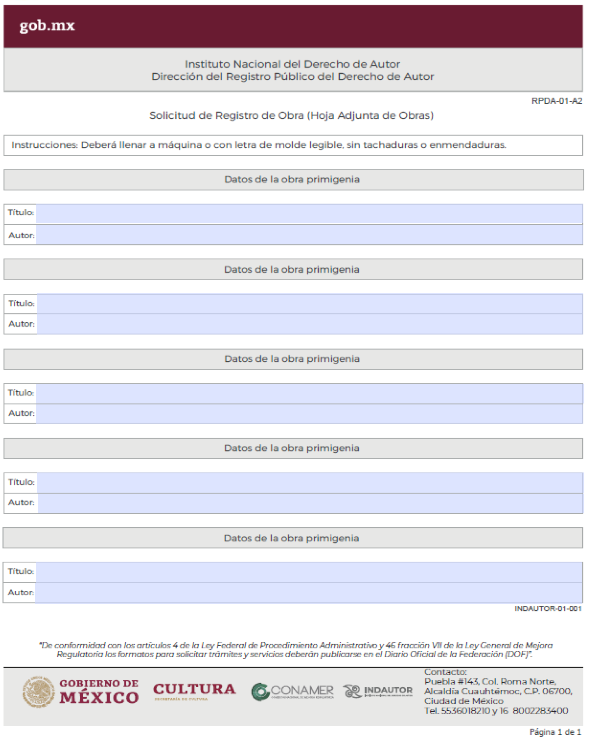 gob.mx
Instituto Nacional del Derecho de Autor
Dirección del Registro Público del Derecho de Autor
RPDA-01-A2
Solicitud de Registro de Obra (Hoja Adjunta de Obras)
Instrucciones: Deberá llenar a máquina o con letra de molde legible, sin tachaduras o enmendaduras.
Datos de la obra primigenia
Título:
Autor:
Datos de la obra primigenia
Título:
Autor:
Datos de la obra primigenia
Título:
Autor:
Datos de la obra primigenia
Título:
Autor:
Datos de la obra primigenia
Título:
Autor:
INDAUTOR-01-001
"De conformidad con los artículos 4 de la Ley Federal de Procedimiento Administrativo y 46 fracción VII de la Ley General de Mejora
Regulatoria los formatos para solicitar trámites y servicios deberán publicarse en el Diario Oficial de la Federación (DOF)".
GOBIERNO DE
MÉXICO
CULTURA
SECRETARÍA DE CULTURA
CONAMER
INDAUTOR
Contacto:
Puebla #143, Col. Roma Norte,
Alcaldía Cuauhtémoc, C.P. 06700,
Ciudad de México
Tel. 5536018210 y 16 8002283400
Página 1 de 1